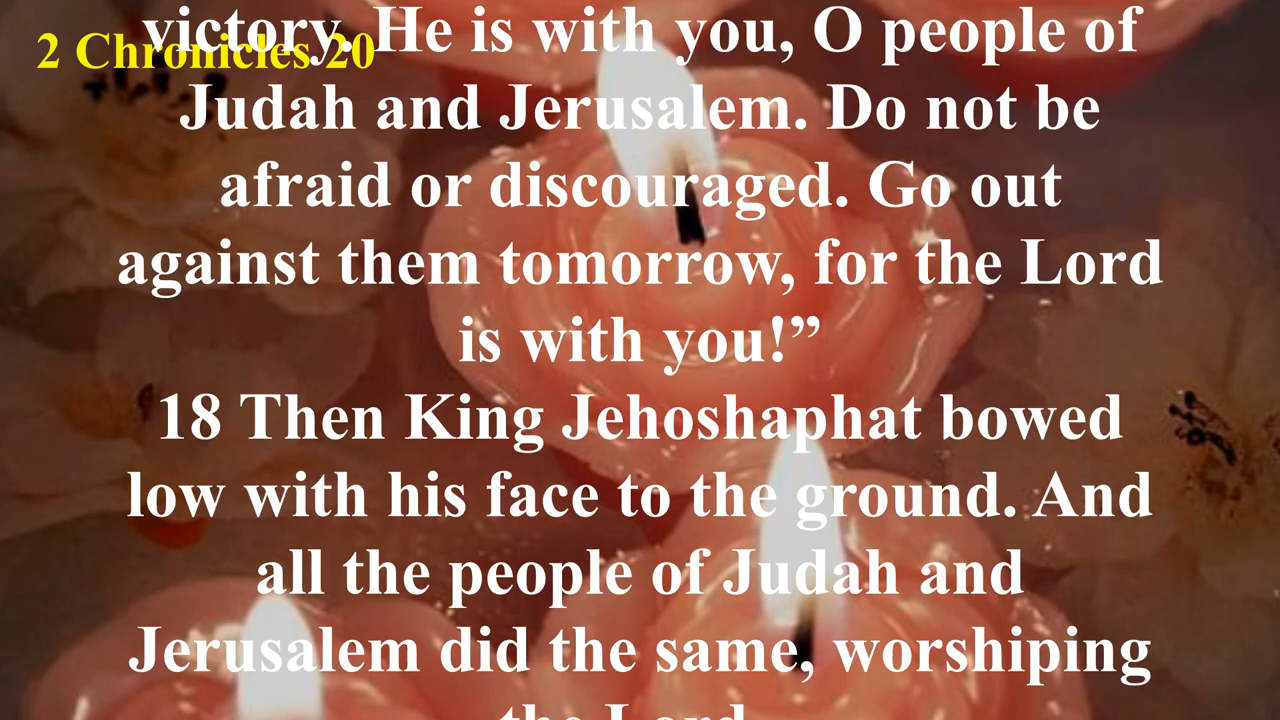 2 Chronicles 20
victory. He is with you, O people of
Judah and Jerusalem. Do not be
afraid or discouraged. Go out
against them tomorrow, for the Lord
is with you!”
18 Then King Jehoshaphat bowed
low with his face to the ground. And
all the people of Judah and
Jerusalem did the same, worshiping
the Lord